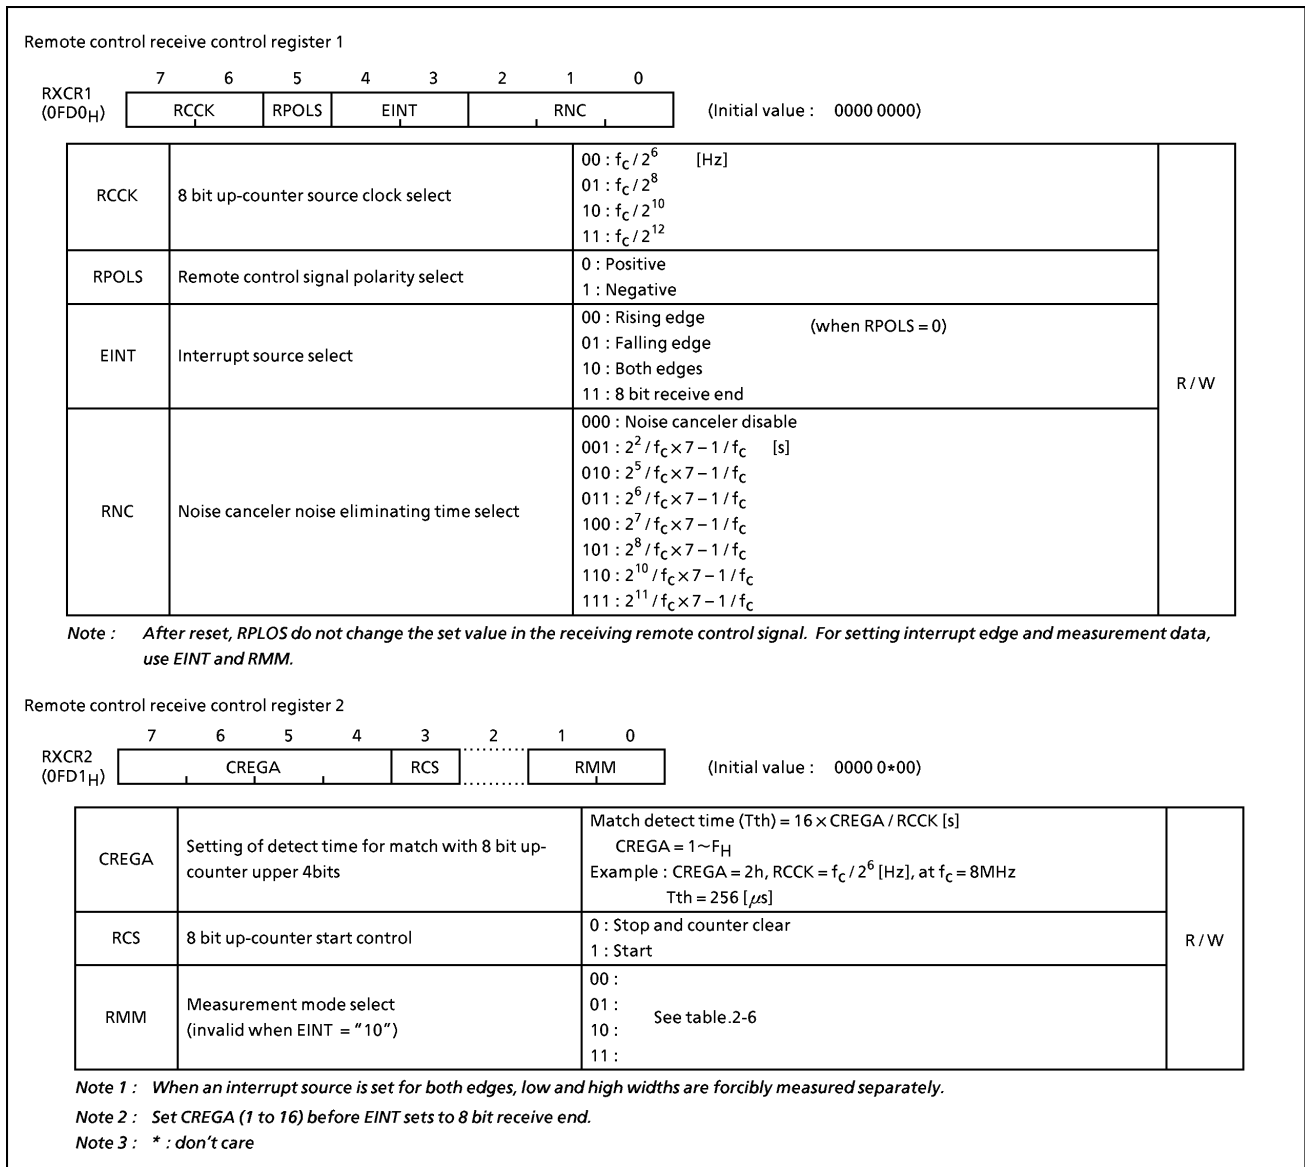 Remote control receive control register 1
7 6 5 4 3 2 1 0
RXCR1
(0FD0H)
RCCK RPOLS EINT RNC
(Initial value : 0000 0000)
RCCK
8 bit up-counter source clock select
00 : fc / 2^6 [Hz]
01 : fc / 2^8
10 : fc / 2^10
11 : fc / 2^12
RPOLS
Remote control signal polarity select
0 : Positive
1 : Negative
EINT
Interrupt source select
00 : Rising edge (when RPOLS = 0)
01 : Falling edge
10 : Both edges
11 : 8 bit receive end
RNC
Noise canceler noise eliminating time select
000 : Noise canceler disable
001 : 2^2 / fc × 7 – 1 / fc [s]
010 : 2^5 / fc × 7 – 1 / fc
011 : 2^6 / fc × 7 – 1 / fc
100 : 2^7 / fc × 7 – 1 / fc
101 : 2^8 / fc × 7 – 1 / fc
110 : 2^10 / fc × 7 – 1 / fc
111 : 2^11 / fc × 7 – 1 / fc
R / W
Note : After reset, RPLOS do not change the set value in the receiving remote control signal. For setting interrupt edge and measurement data,
use EINT and RMM.
Remote control receive control register 2
7 6 5 4 3 2 1 0
RXCR2
(0FD1H)
CREGA RCS RMM
(Initial value : 0000 0*00)
CREGA
Setting of detect time for match with 8 bit up-
counter upper 4bits
Match detect time (Tth) = 16 × CREGA / RCCK [s]
CREGA = 1~FH
Example : CREGA = 2h, RCCK = fc / 2^6 [Hz], at fc = 8MHz
Tth = 256 [μs]
RCS
8 bit up-counter start control
0 : Stop and counter clear
1 : Start
RMM
Measurement mode select
(invalid when EINT = "10")
00 :
01 :
10 :
11 :
See table.2-6
R / W
Note 1 : When an interrupt source is set for both edges, low and high widths are forcibly measured separately.
Note 2 : Set CREGA (1 to 16) before EINT sets to 8 bit receive end.
Note 3 : * : don't care